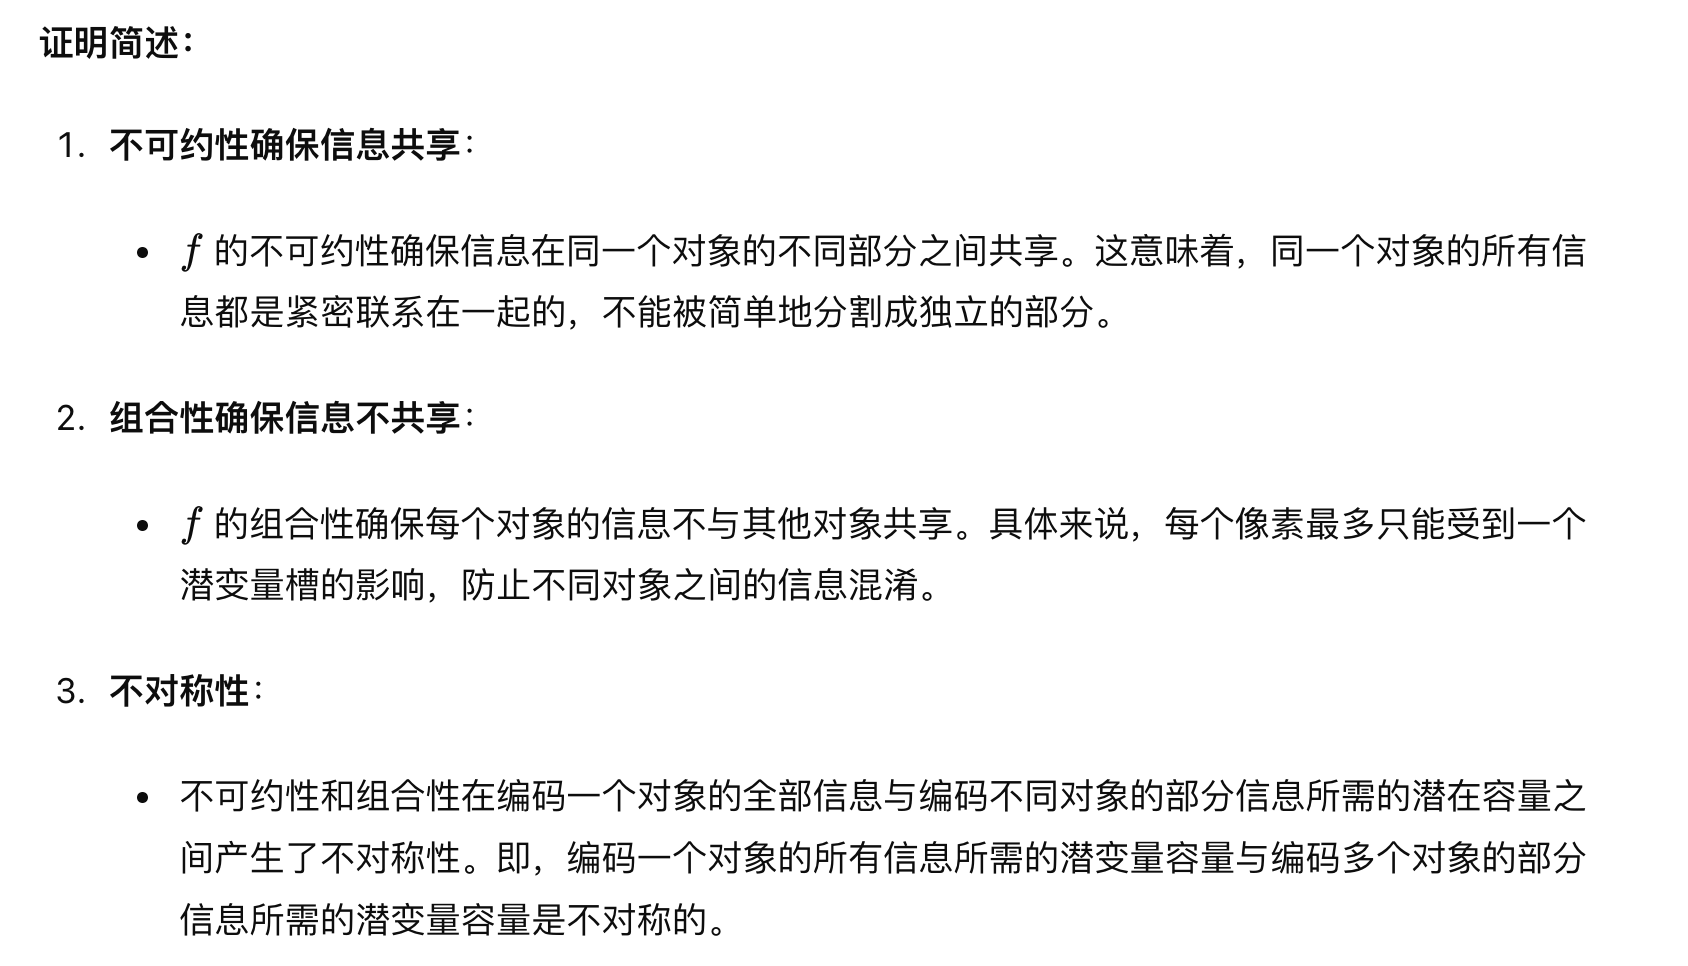 证明简述：
1. 不可约性确保信息共享：
• f 的不可约性确保信息在同一个对象的不同部分之间共享。这意味着，同一个对象的所有信
息都是紧密联系在一起的，不能被简单地分割成独立的部分。
2. 组合性确保信息不共享：
• f 的组合性确保每个对象的信息不与其他对象共享。具体来说，每个像素最多只能受到一个
潜变量槽的影响，防止不同对象之间的信息混淆。
3. 不对称性：
• 不可约性和组合性在编码一个对象的全部信息与编码不同对象的部分信息所需的潜在容量之
间产生了不对称性。即，编码一个对象的所有信息所需的潜变量容量与编码多个对象的部分
信息所需的潜变量容量是不对称的。